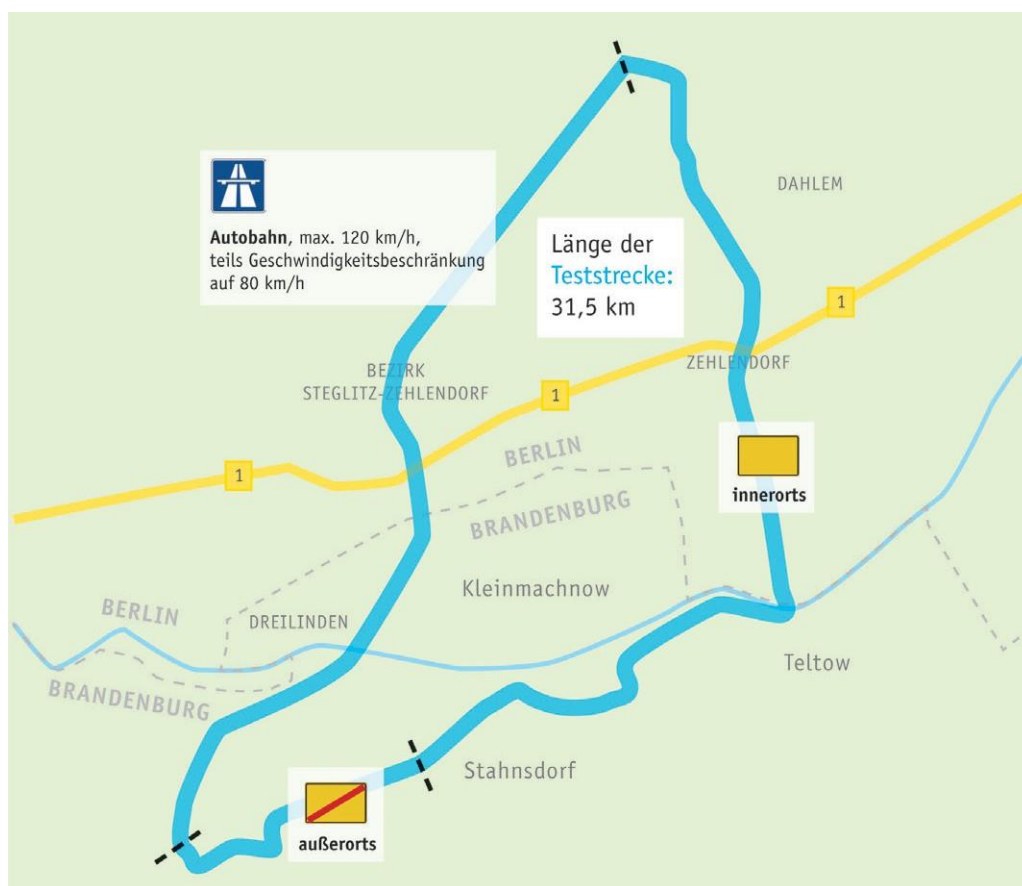 DAHLEM
Autobahn, max. 120 km/h,
teils Geschwindigkeitsbeschränkung
auf 80 km/h
Länge der
Teststrecke:
31,5 km
1
BEZIRK
STEGLITZ-ZEHLENDORF
ZEHLENDORF
1
1
BERLIN
BRANDENBURG
innerorts
Kleinmachnow
BERLIN
DREILINDEN
BRANDENBURG
Teltow
Stahnsdorf
außerorts